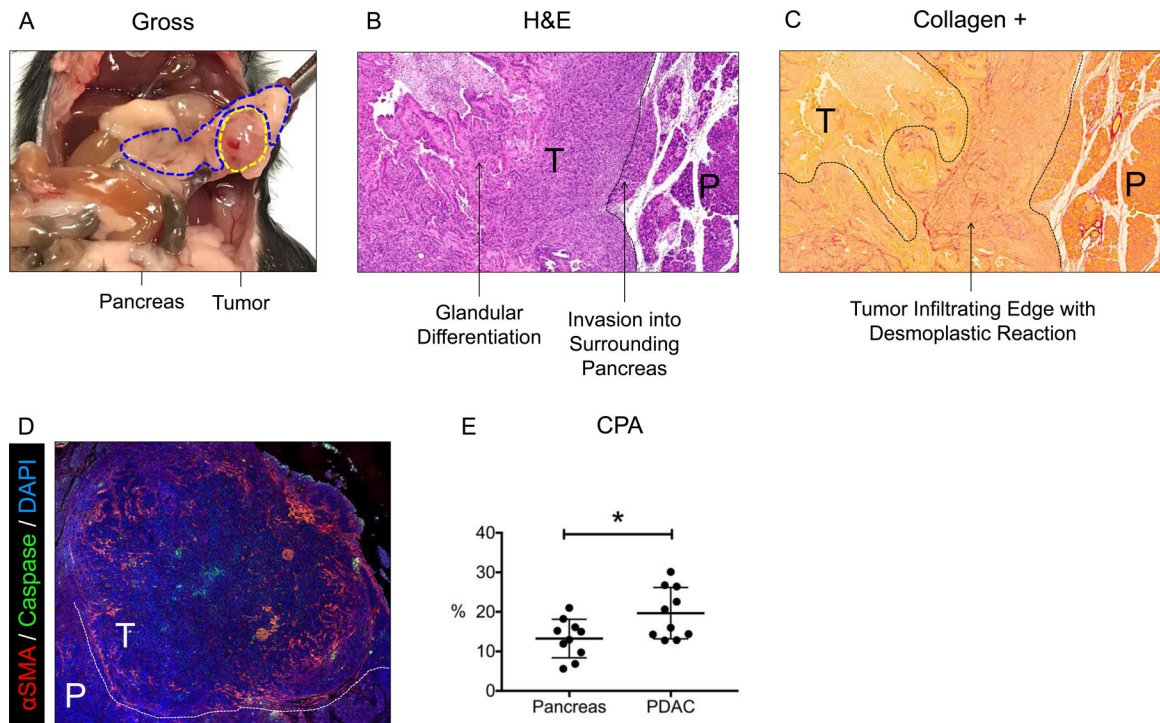 A
Gross
Pancreas
Tumor
B
H&E
T
P
Glandular
Differentiation
Invasion into
Surrounding
Pancreas
C
Collagen +
T
P
Tumor Infiltrating Edge with
Desmoplastic Reaction
D
αSMA / Caspase / DAPI
T
P
E
CPA
*
40
30
20
10
0
%
Pancreas
PDAC